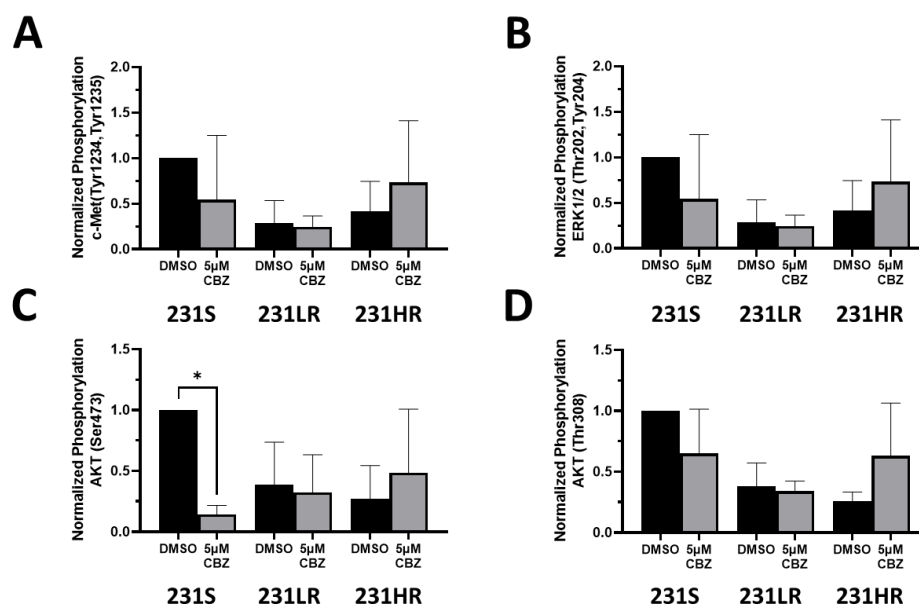 A
Normalized Phosphorylation
c-Met(Tyr1234,Tyr1235)
2.0
1.5
1.0
0.5
0.0
DMSO 5µM CBZ
DMSO 5µM CBZ
DMSO 5µM CBZ
231S 231LR 231HR
B
Normalized Phosphorylation
ERK1/2 (Thr202,Tyr204)
2.0
1.5
1.0
0.5
0.0
DMSO 5µM CBZ
DMSO 5µM CBZ
DMSO 5µM CBZ
231S 231LR 231HR
C
Normalized Phosphorylation
AKT (Ser473)
1.5
1.0
0.5
0.0
*
DMSO 5µM CBZ
DMSO 5µM CBZ
DMSO 5µM CBZ
231S 231LR 231HR
D
Normalized Phosphorylation
AKT (Thr308)
1.5
1.0
0.5
0.0
DMSO 5µM CBZ
DMSO 5µM CBZ
DMSO 5µM CBZ
231S 231LR 231HR